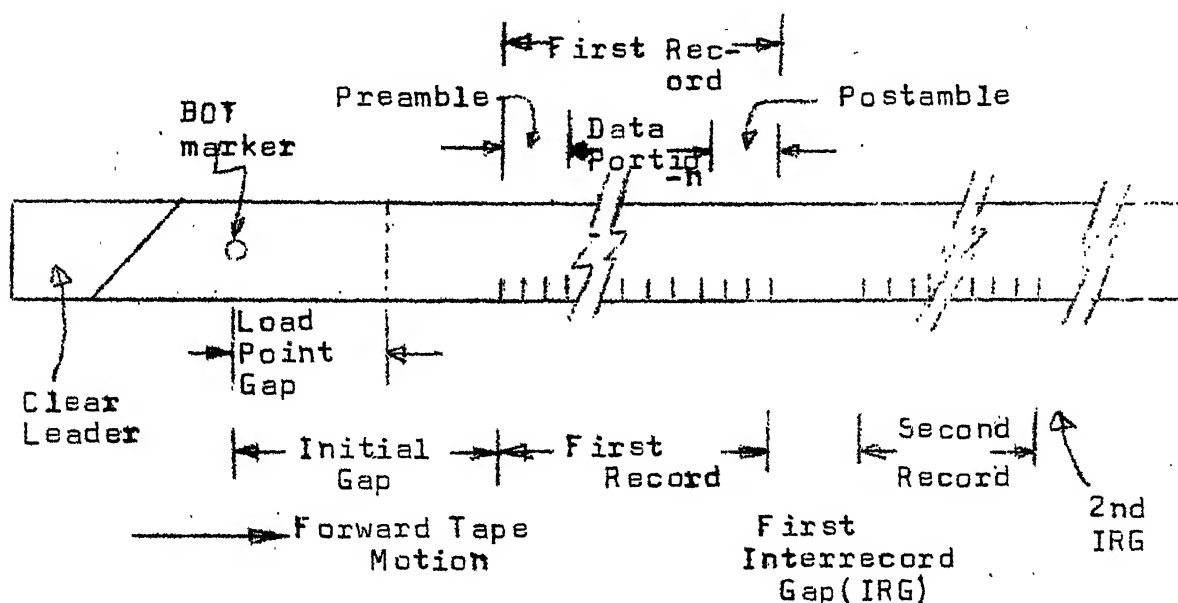 First Rec-
ord
Preamble
Postamble
BOT
marker
Data
Portio
-n
Load
Point
Gap
Clear
Leader
Initial
Gap
First
Record
Second
Record
2nd
IRG
Forward Tape
Motion
First
Interrecord
Gap(IRG)